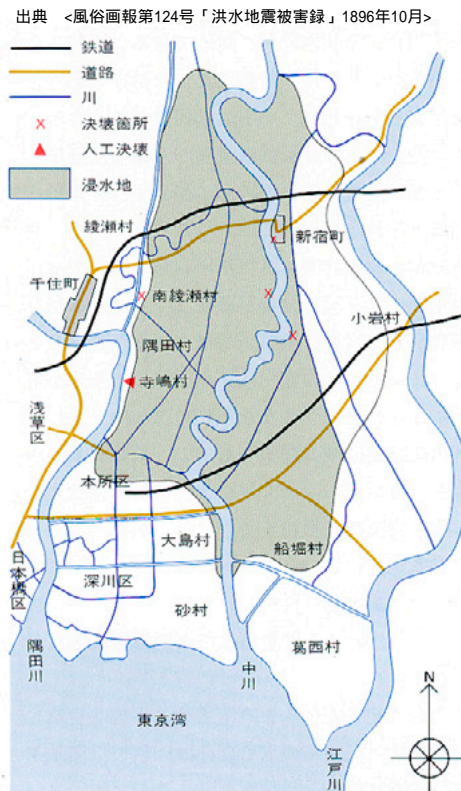 出典 <風俗画報第124号「洪水地震被害録」1896年10月>
鉄道
道路
川
決壊箇所
人工決壊
浸水地
綾瀬村
新宿町
千住町
南綾瀬村
小岩村
隅田村
寺嶋村
浅草区
本所区
大島村
船堀村
日本橋区
深川区
砂村
葛西村
隅田川
中川
東京湾
江戸川
N